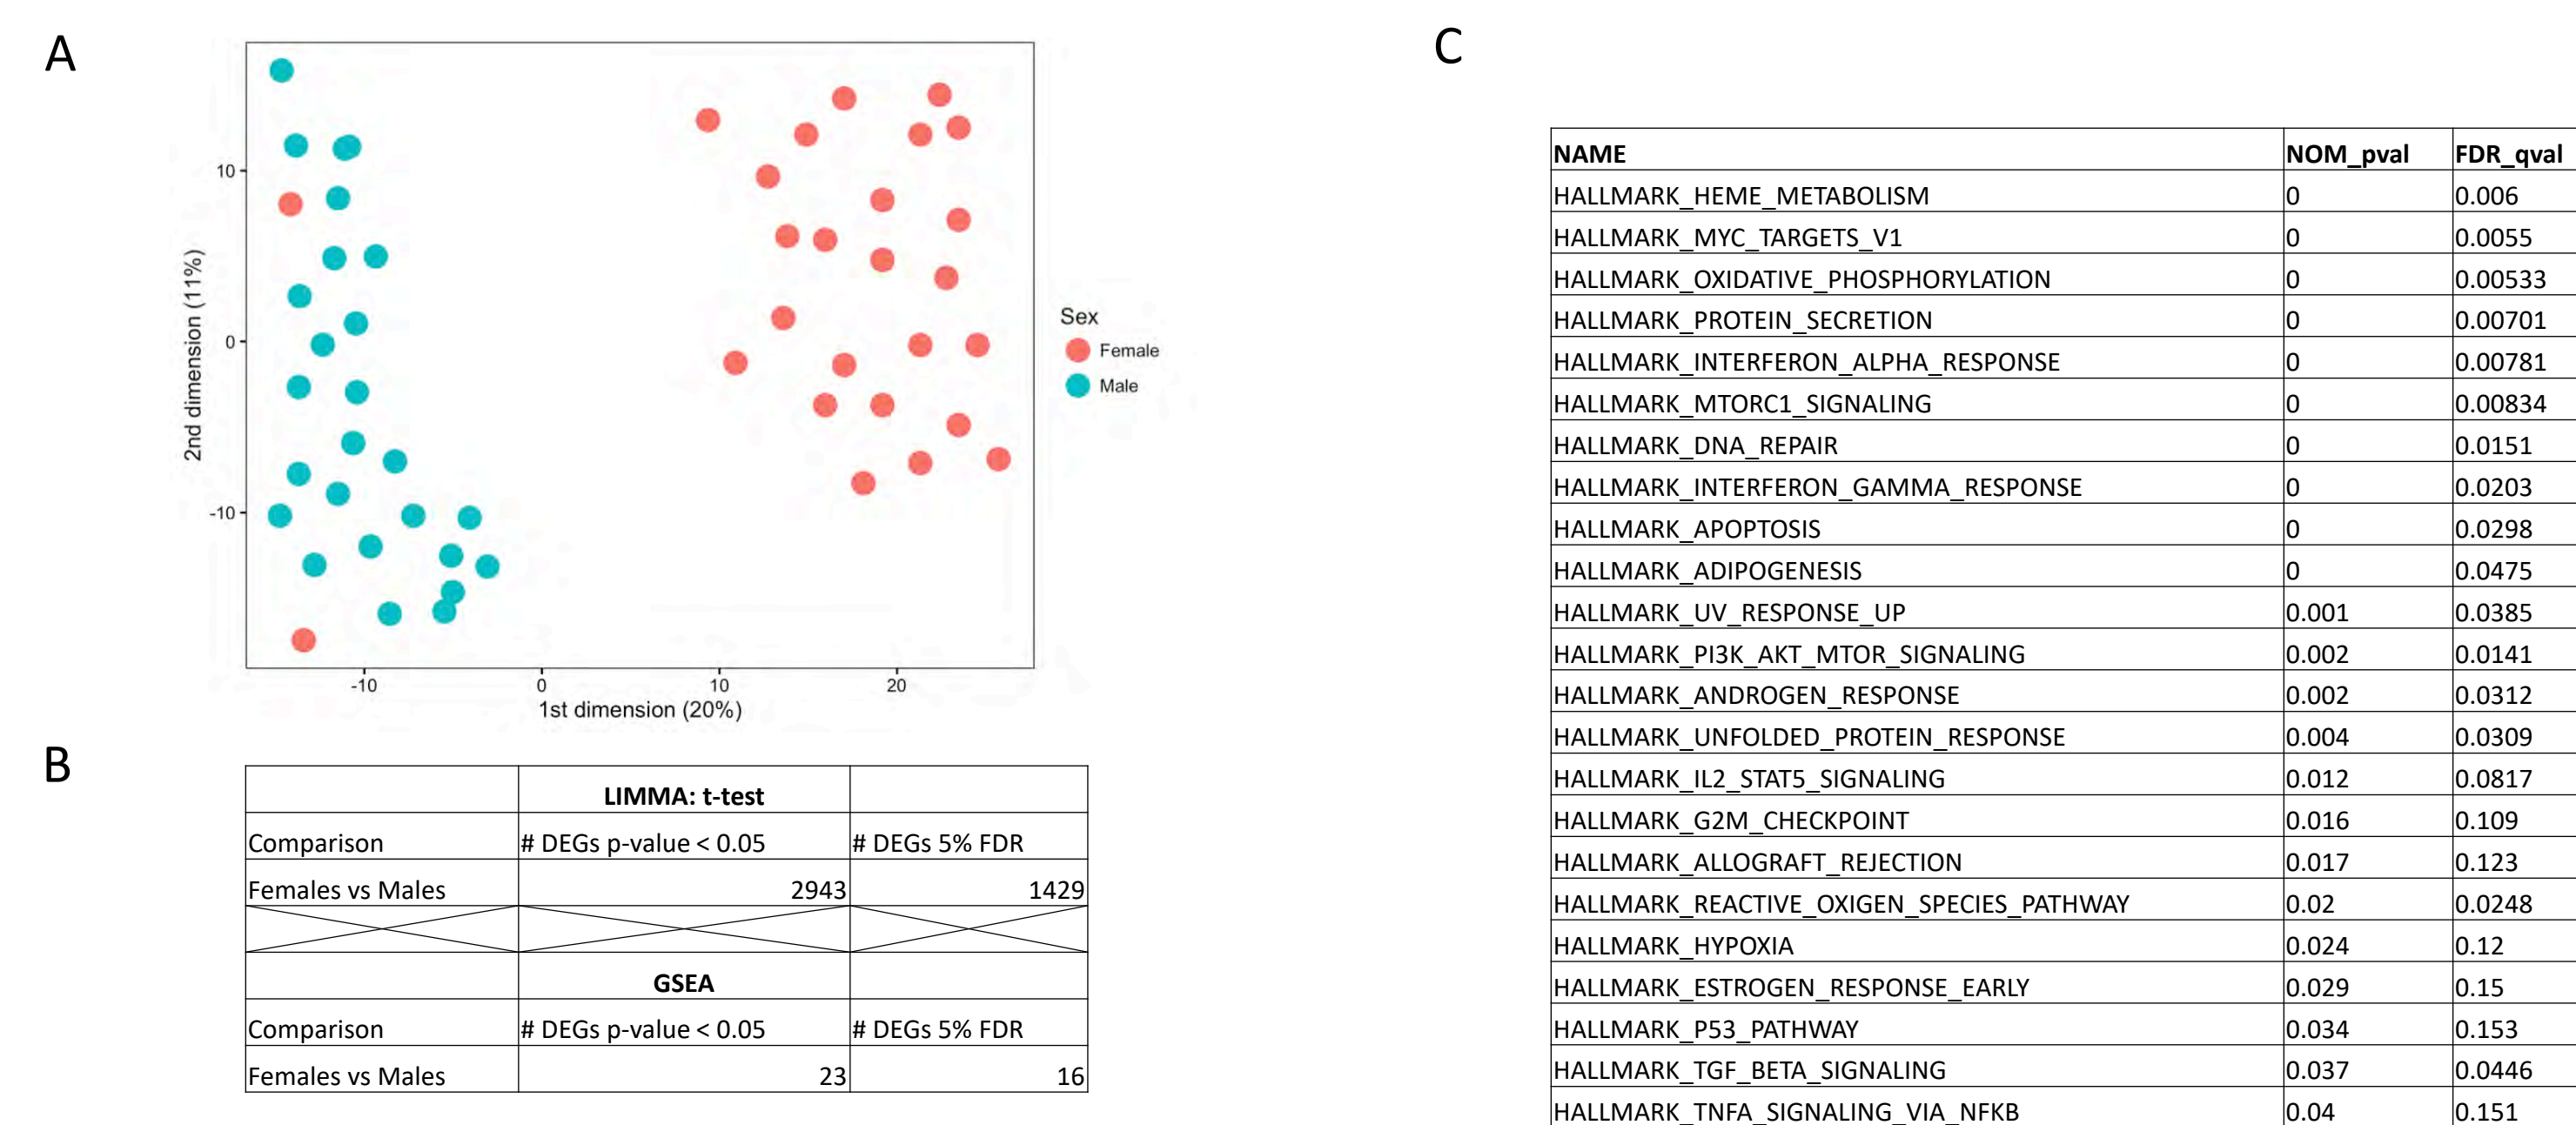 A
10
0
-10
2nd dimension (11%)
-10 0 10 20
1st dimension (20%)
Sex
Female
Male
B
LIMMA: t-test
Comparison # DEGs p-value < 0.05 # DEGs 5% FDR
Females vs Males 2943 1429
GSEA
Comparison # DEGs p-value < 0.05 # DEGs 5% FDR
Females vs Males 23 16
C
NAME NOM_pval FDR_qval
HALLMARK_HEME_METABOLISM 0 0.006
HALLMARK_MYC_TARGETS_V1 0 0.0055
HALLMARK_OXIDATIVE_PHOSPHORYLATION 0 0.00533
HALLMARK_PROTEIN_SECRETION 0 0.00701
HALLMARK_INTERFERON_ALPHA_RESPONSE 0 0.00781
HALLMARK_MTORC1_SIGNALING 0 0.00834
HALLMARK_DNA_REPAIR 0 0.0151
HALLMARK_INTERFERON_GAMMA_RESPONSE 0 0.0203
HALLMARK_APOPTOSIS 0 0.0298
HALLMARK_ADIPOGENESIS 0 0.0475
HALLMARK_UV_RESPONSE_UP 0.001 0.0385
HALLMARK_PI3K_AKT_MTOR_SIGNALING 0.002 0.0141
HALLMARK_ANDROGEN_RESPONSE 0.002 0.0312
HALLMARK_UNFOLDED_PROTEIN_RESPONSE 0.004 0.0309
HALLMARK_IL2_STAT5_SIGNALING 0.012 0.0817
HALLMARK_G2M_CHECKPOINT 0.016 0.109
HALLMARK_ALLOGRAFT_REJECTION 0.017 0.123
HALLMARK_REACTIVE_OXIGEN_SPECIES_PATHWAY 0.02 0.0248
HALLMARK_HYPOXIA 0.024 0.12
HALLMARK_ESTROGEN_RESPONSE_EARLY 0.029 0.15
HALLMARK_P53_PATHWAY 0.034 0.153
HALLMARK_TGF_BETA_SIGNALING 0.037 0.0446
HALLMARK_TNFA_SIGNALING_VIA_NFKB 0.04 0.151